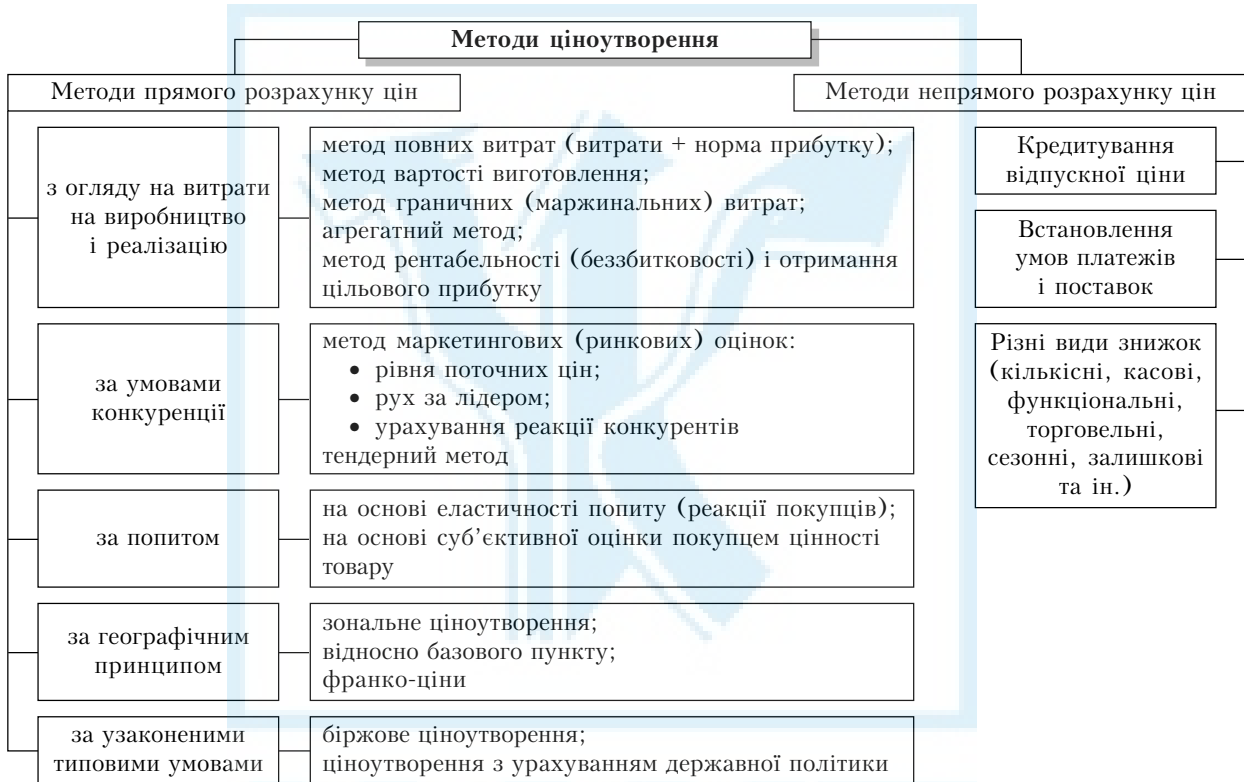 Методи ціноутворення
Методи прямого розрахунку цін
Методи непрямого розрахунку цін
з огляду на витрати
на виробництво
і реалізацію
метод повних витрат (витрати + норма прибутку);
метод вартості виготовлення;
метод граничних (маржинальних) витрат;
агрегатний метод;
метод рентабельності (беззбитковості) і отримання
цільового прибутку
за умовами
конкуренції
метод маркетингових (ринкових) оцінок:
• рівня поточних цін;
• рух за лідером;
• урахування реакції конкурентів
тендерний метод
за попитом
на основі еластичності попиту (реакції покупців);
на основі суб’єктивної оцінки покупцем цінності
товару
за географічним
принципом
зональне ціноутворення;
відносно базового пункту;
франко-ціни
за узаконеними
типовими умовами
біржове ціноутворення;
ціноутворення з урахуванням державної політики
Кредитування
відпускної ціни
Встановлення
умов платежів
і поставок
Різні види знижок
(кількісні, касові,
функціональні,
торговельні,
сезонні, залишкові
та ін.)